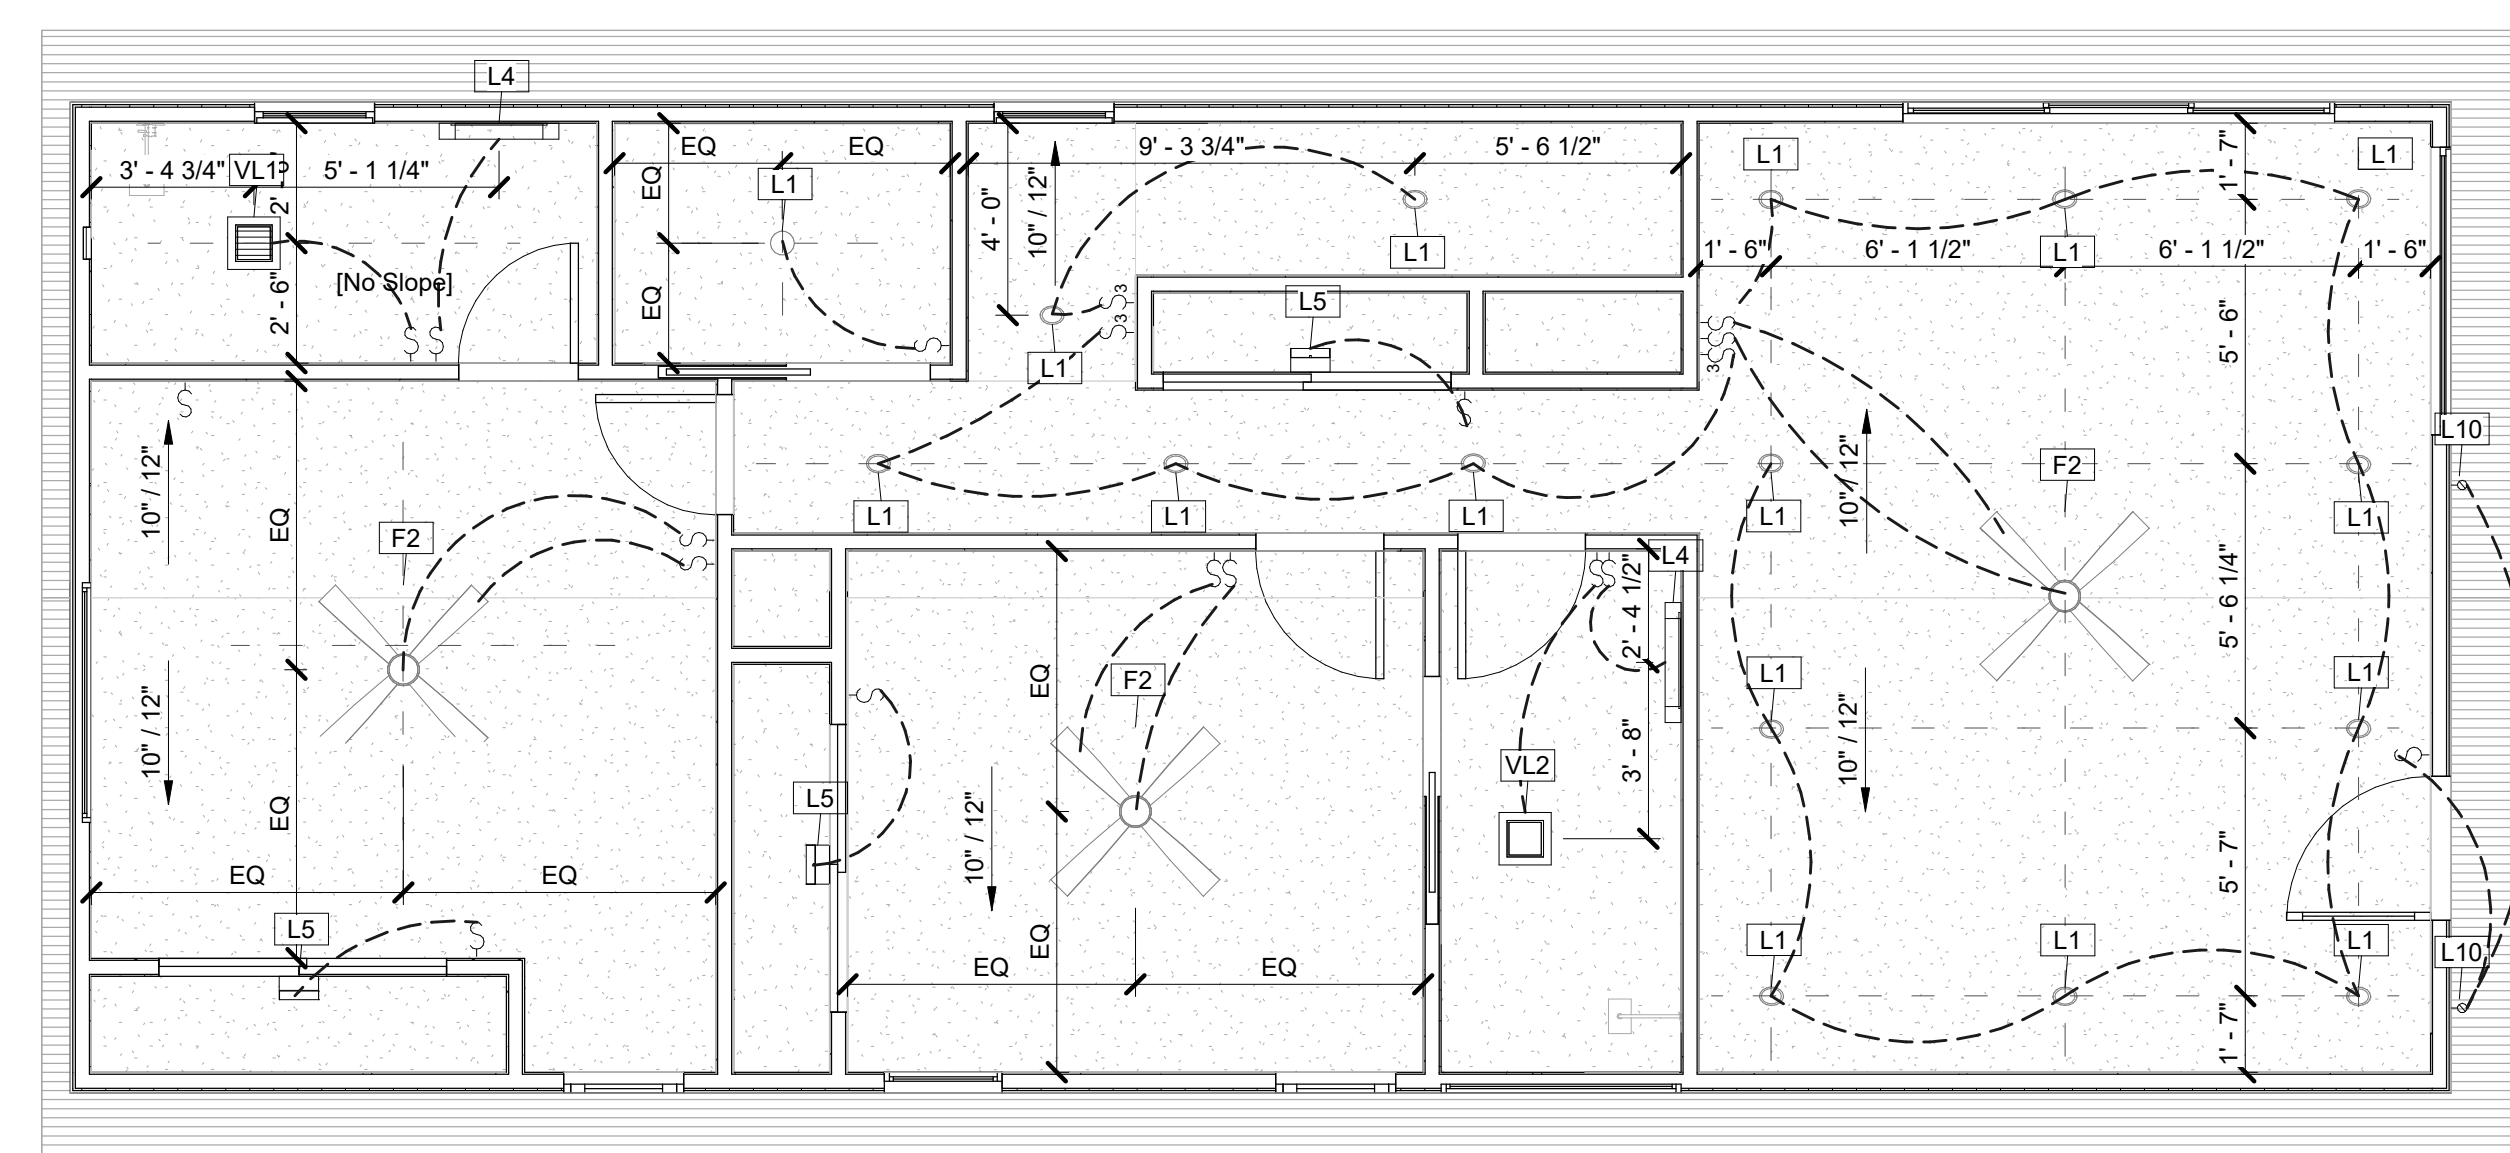 L4
3' - 4 3/4"
VL1
5' - 1 1/4"
2'
2' - 6"
[No Slope]
S
S
EQ
EQ
EQ
EQ
L1
S
9' - 3 3/4"
5' - 6 1/2"
4' - 0"
10" / 12"
L1
S 3
S 3
L1
L5
S
L1
L1
1' - 7"
1' - 6"
6' - 1 1/2"
L1
6' - 1 1/2"
1' - 6"
5' - 6"
S
S
S 3
L10
S
10" / 12"
EQ
F2
S
S
10" / 12"
EQ
EQ
EQ
L5
S
L1
L1
L1
L1
10" / 12"
F2
L1
S
S
EQ
F2
S
L5
10" / 12"
EQ
EQ
EQ
S
S
L4
2' - 4 1/2"
3' - 8"
VL2
5' - 6 1/4"
L1
L1
10" / 12"
S
5' - 7"
L1
L1
L1
L10
1' - 7"